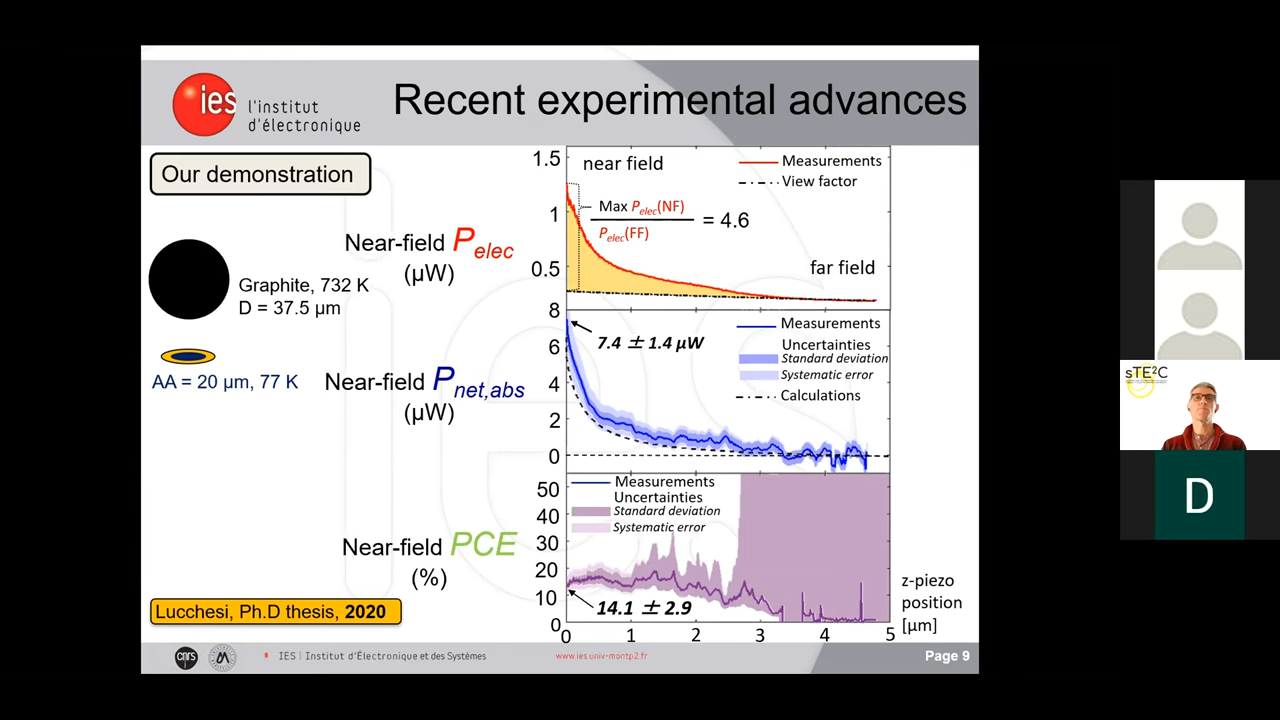 ies
l'institut
d'électronique
Recent experimental advances
Our demonstration
Graphite, 732 K
D = 37.5 µm
AA = 20 µm, 77 K
Near-field Pelec
(µW)
1.5
1
0.5
near field
Measurements
View factor
Max Pelec(NF)
Pelec(FF)
= 4.6
far field
Near-field Pnet,abs
(µW)
8
6
4
2
0
7.4 ± 1.4 µW
Measurements
Uncertainties
Standard deviation
Systematic error
Calculations
Near-field PCE
(%)
50
40
30
20
10
0
Measurements
Uncertainties
Standard deviation
Systematic error
14.1 ± 2.9
0 1 2 3 4 5
z-piezo
position
[µm]
Lucchesi, Ph.D thesis, 2020
cnrs
IES | Institut d'Électronique et des Systèmes
www.ies.univ-montp2.fr
Page 9
sTE²C
D